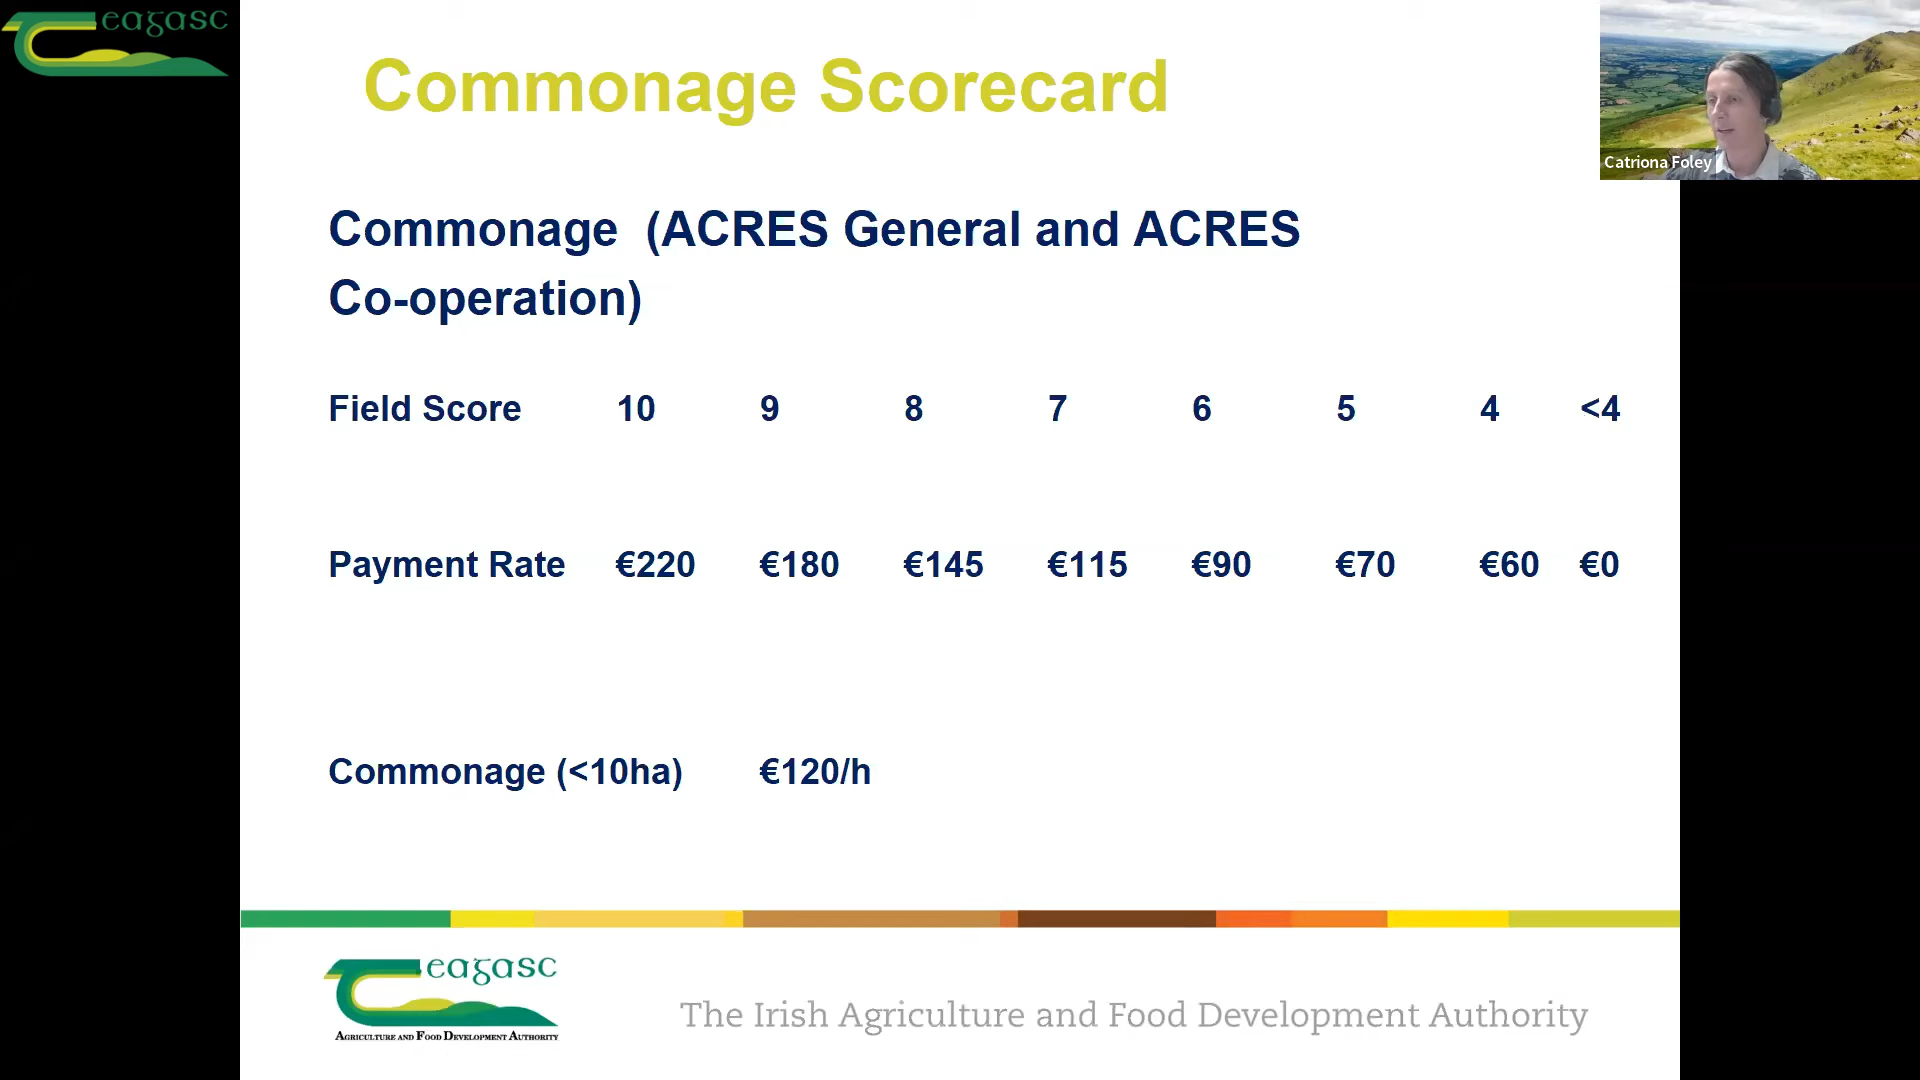 eagasc
Commonage Scorecard
Catriona Foley
Commonage (ACRES General and ACRES
Co-operation)
Field Score 10 9 8 7 6 5 4 <4
Payment Rate €220 €180 €145 €115 €90 €70 €60 €0
Commonage (<10ha) €120/h
eagasc
AGRICULTURE AND FOOD DEVELOPMENT AUTHORITY
The Irish Agriculture and Food Development Authority